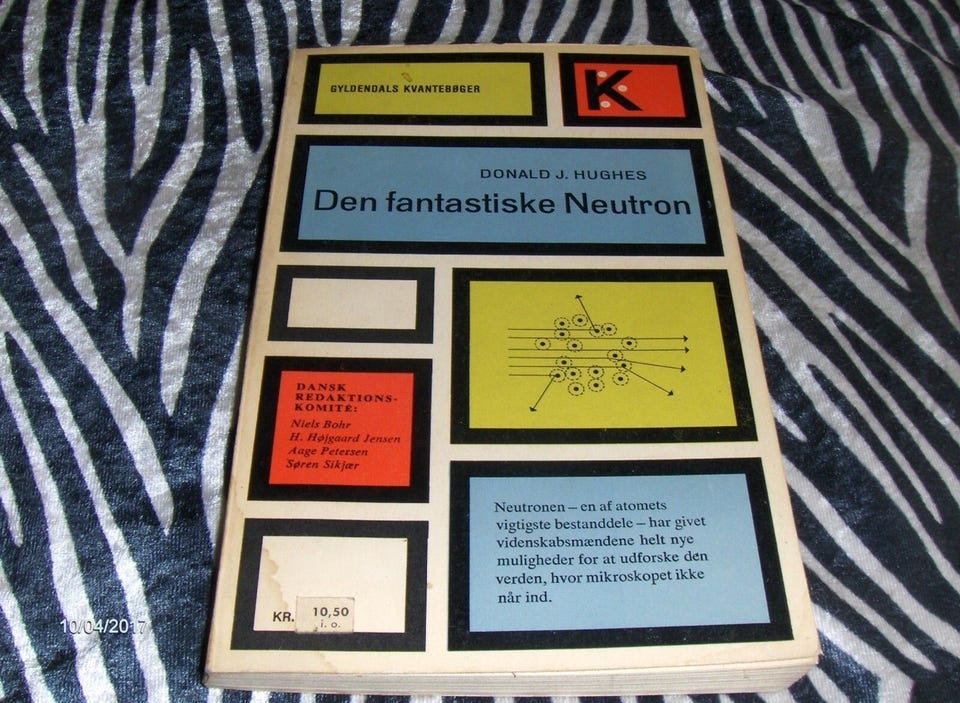 GYLDENDALS KVANTEBØGER
K
DONALD J. HUGHES
Den fantastiske Neutron
DANSK
REDAKTIONS-
KOMITÉ:
Niels Bohr
H. Højgaard Jensen
Aage Petersen
Søren Sikjær
Neutronen – en af atomets
vigtigste bestanddele – har givet
videnskabsmændene helt nye
muligheder for at udforske den
verden, hvor mikroskopet ikke
når ind.
KR. 10,50
i. o.
10/04/2017